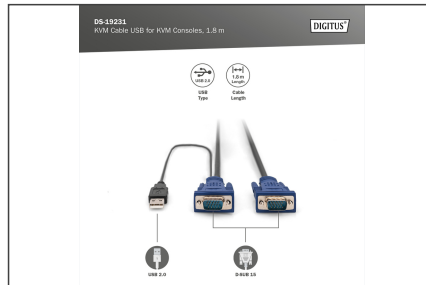 DS-19231
KVM Cable USB for KVM Consoles, 1.8 m
DIGITUS®
USB 2.0
1.8 m
Length
USB
Type
Cable
Length
USB 2.0
D-SUB 15